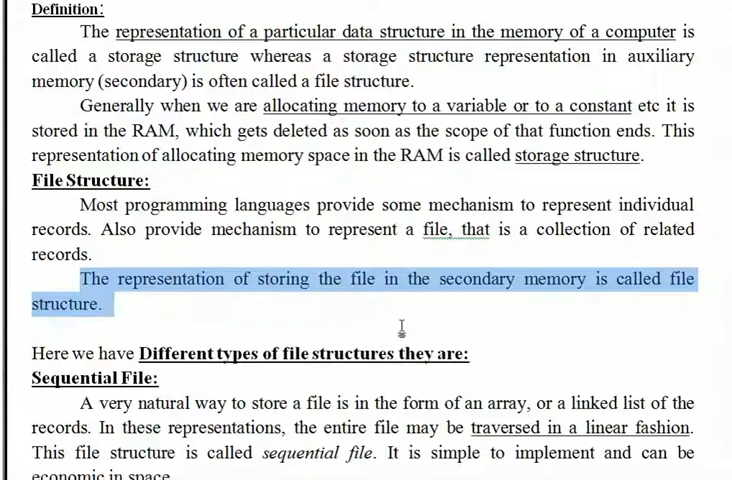 Definition:
The representation of a particular data structure in the memory of a computer is
called a storage structure whereas a storage structure representation in auxiliary
memory (secondary) is often called a file structure.
Generally when we are allocating memory to a variable or to a constant etc it is
stored in the RAM, which gets deleted as soon as the scope of that function ends. This
representation of allocating memory space in the RAM is called storage structure.
File Structure:
Most programming languages provide some mechanism to represent individual
records. Also provide mechanism to represent a file, that is a collection of related
records.
The representation of storing the file in the secondary memory is called file
structure.
Here we have Different types of file structures they are:
Sequential File:
A very natural way to store a file is in the form of an array, or a linked list of the
records. In these representations, the entire file may be traversed in a linear fashion.
This file structure is called sequential file. It is simple to implement and can be
economic in space.